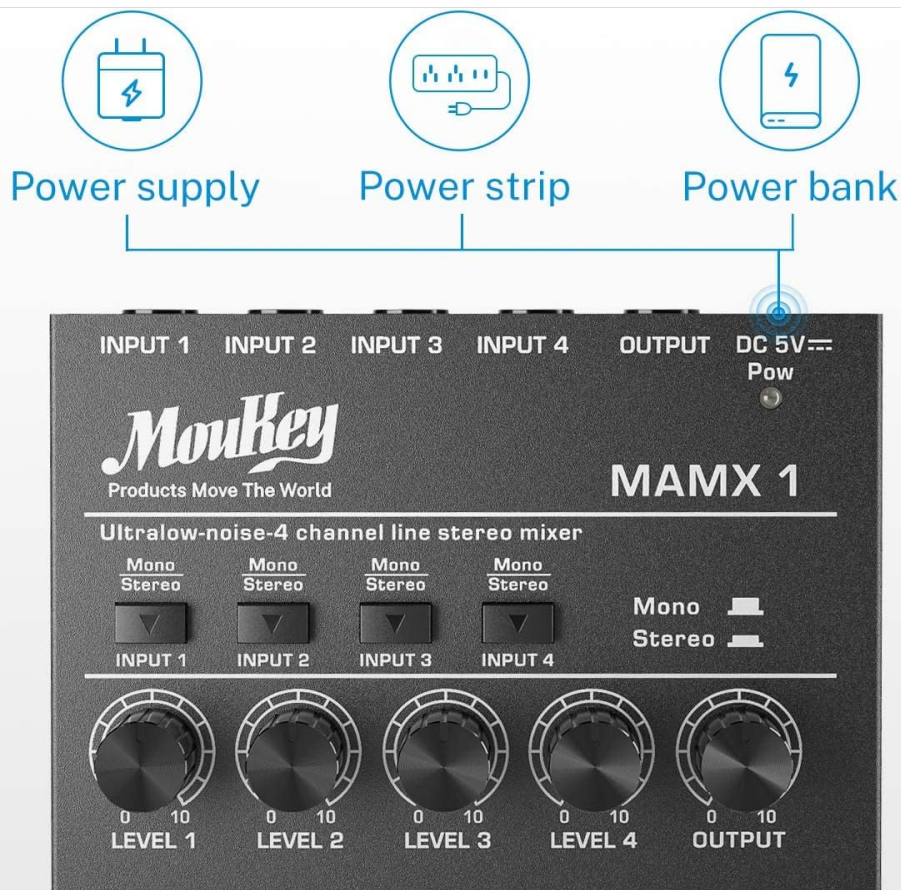 Power supply Power strip Power bank
INPUT 1 INPUT 2 INPUT 3 INPUT 4 OUTPUT DC 5V⎓
Pow
MouKey
Products Move The World
MAMX 1
Ultralow-noise-4 channel line stereo mixer
Mono Mono Mono Mono
Stereo Stereo Stereo Stereo
Mono
Stereo
INPUT 1 INPUT 2 INPUT 3 INPUT 4
0 10 0 10 0 10 0 10 0 10
LEVEL 1 LEVEL 2 LEVEL 3 LEVEL 4 OUTPUT